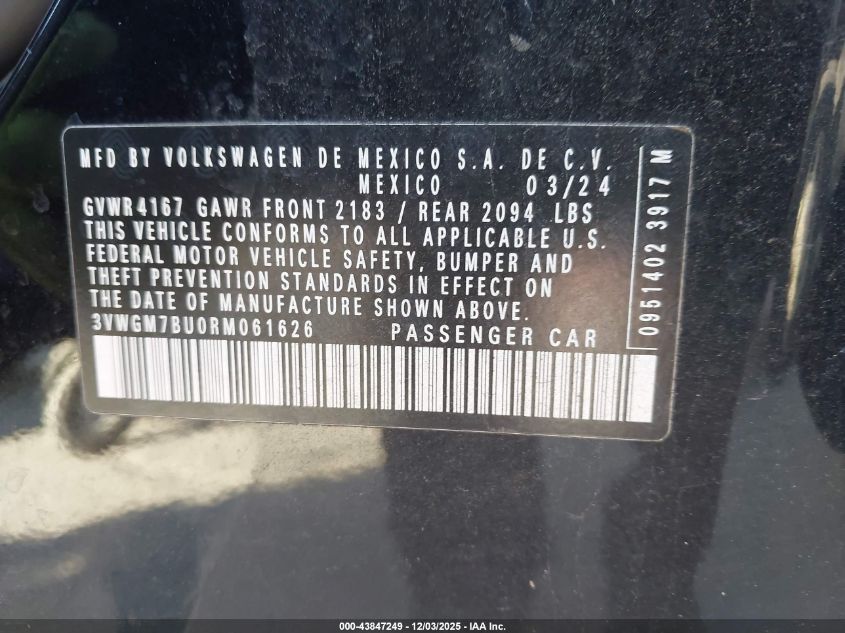 MFD BY VOLKSWAGEN DE MEXICO S.A. DE C.V.
MEXICO 03/24
GVWR4167 GAWR FRONT 2183 / REAR 2094 LBS
THIS VEHICLE CONFORMS TO ALL APPLICABLE U.S.
FEDERAL MOTOR VEHICLE SAFETY, BUMPER AND
THEFT PREVENTION STANDARDS IN EFFECT ON
THE DATE OF MANUFACTURE SHOWN ABOVE.
3VWGM7BU0RM061626 PASSENGER CAR
0951402 3917 M
000-43847249 - 12/03/2025 - IAA Inc.